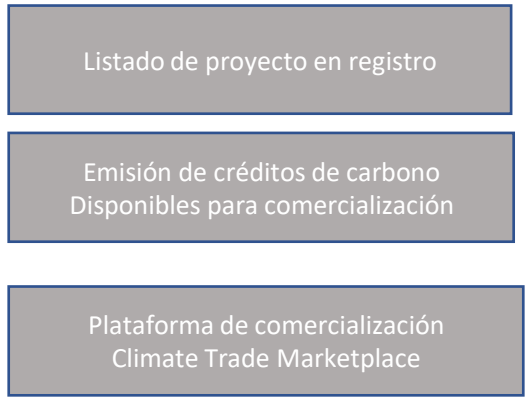 Listado de proyecto en registro
Emisión de créditos de carbono
Disponibles para comercialización
Plataforma de comercialización
Climate Trade Marketplace